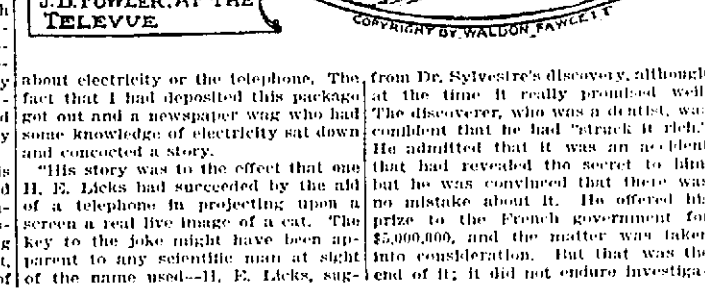 J.D. FOWLER, AT THE
TELEVUE
COPYRIGHT BY WALDON FAWCETT
about electricity or the telephone. The
fact that I had deposited this package
got out and a newspaper wag who had
some knowledge of electricity sat down
and concocted a story.
"His story was to the effect that one
H. E. Licks had succeeded by the aid
of a telephone in projecting upon a
screen a real live image of a cat. The
key to the joke might have been ap-
parent to any scientific man at sight
of the name used--H. E. Licks, sug-
from Dr. Sylvestre's discovery, although
at the time it really promised well
The discoverer, who was a dentist, was
confident that he had "struck it rich."
He admitted that it was an accident
that had revealed the secret to him
but he was convinced that there was
no mistake about it. He offered his
prize to the French government for
$5,000,000, and the matter was taken
into consideration. But that was the
end of it; it did not endure investiga-